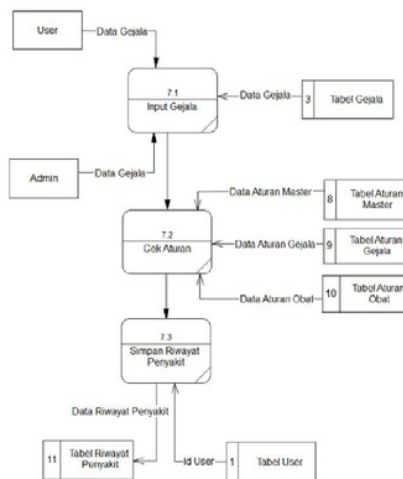 User
Data Gejala
7.1
Input Gejala
Data Gejala
3
Tabel Gejala
Admin
Data Gejala
Data Aturan Master
8
Tabel Aturan
Master
7.2
Cek Aturan
Data Aturan Gejala
9
Tabel Aturan
Gejala
Data Aturan Obat
10
Tabel Aturan
Obat
7.3
Simpan Riwayat
Penyakit
Data Riwayat Penyakit
11
Tabel Riwayat
Penyakit
Id User
1
Tabel User